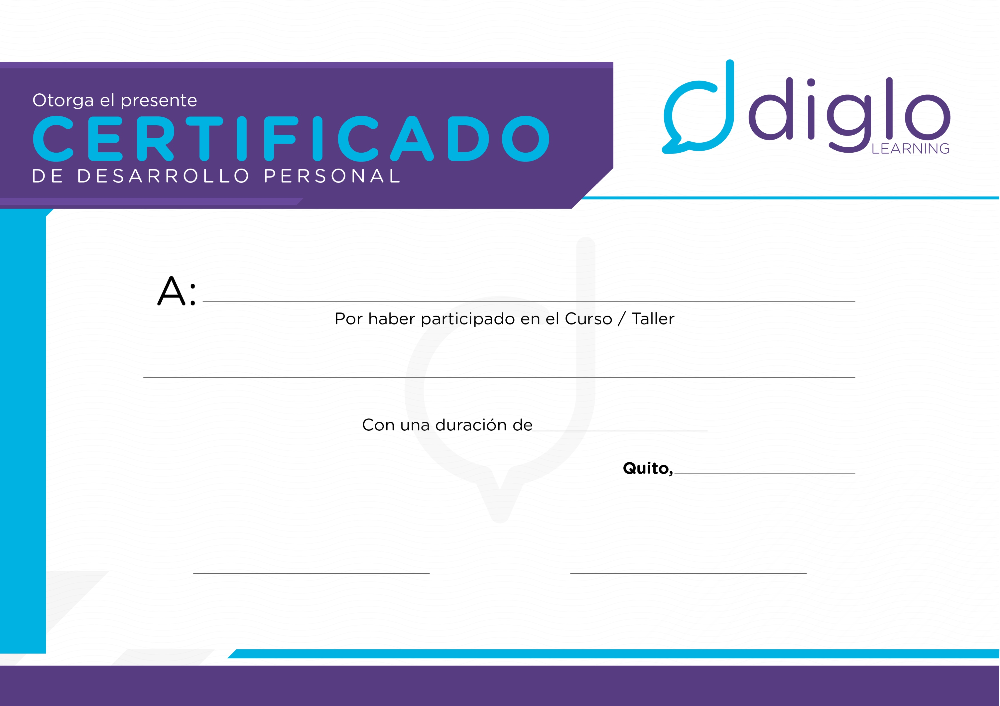 Otorga el presente
CERTIFICADO
DE DESARROLLO PERSONAL
diglo
LEARNING
A:
Por haber participado en el Curso / Taller
Con una duración de
Quito,